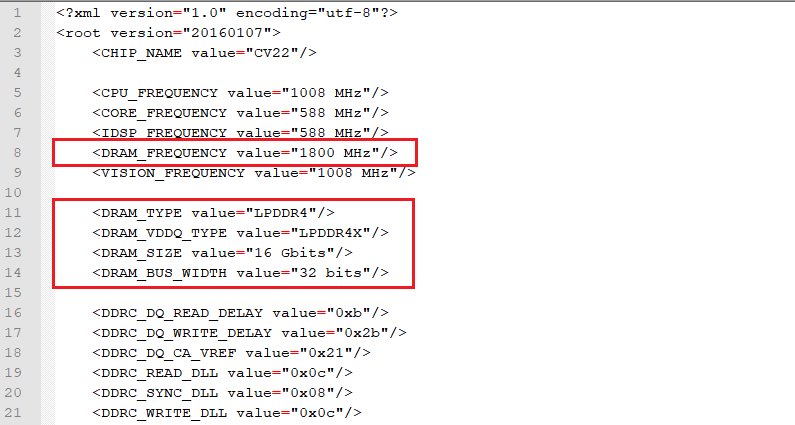 1 <?xml version="1.0" encoding="utf-8"?>
2 <root version="20160107">
3 <CHIP_NAME value="CV22"/>
4
5 <CPU_FREQUENCY value="1008 MHz"/>
6 <CORE_FREQUENCY value="588 MHz"/>
7 <IDSP_FREQUENCY value="588 MHz"/>
8 <DRAM_FREQUENCY value="1800 MHz"/>
9 <VISION_FREQUENCY value="1008 MHz"/>
10
11 <DRAM_TYPE value="LPDDR4"/>
12 <DRAM_VDDQ_TYPE value="LPDDR4X"/>
13 <DRAM_SIZE value="16 Gbits"/>
14 <DRAM_BUS_WIDTH value="32 bits"/>
15
16 <DDRC_DQ_READ_DELAY value="0xb"/>
17 <DDRC_DQ_WRITE_DELAY value="0x2b"/>
18 <DDRC_DQ_CA_VREF value="0x21"/>
19 <DDRC_READ_DLL value="0x0c"/>
20 <DDRC_SYNC_DLL value="0x08"/>
21 <DDRC_WRITE_DLL value="0x0c"/>